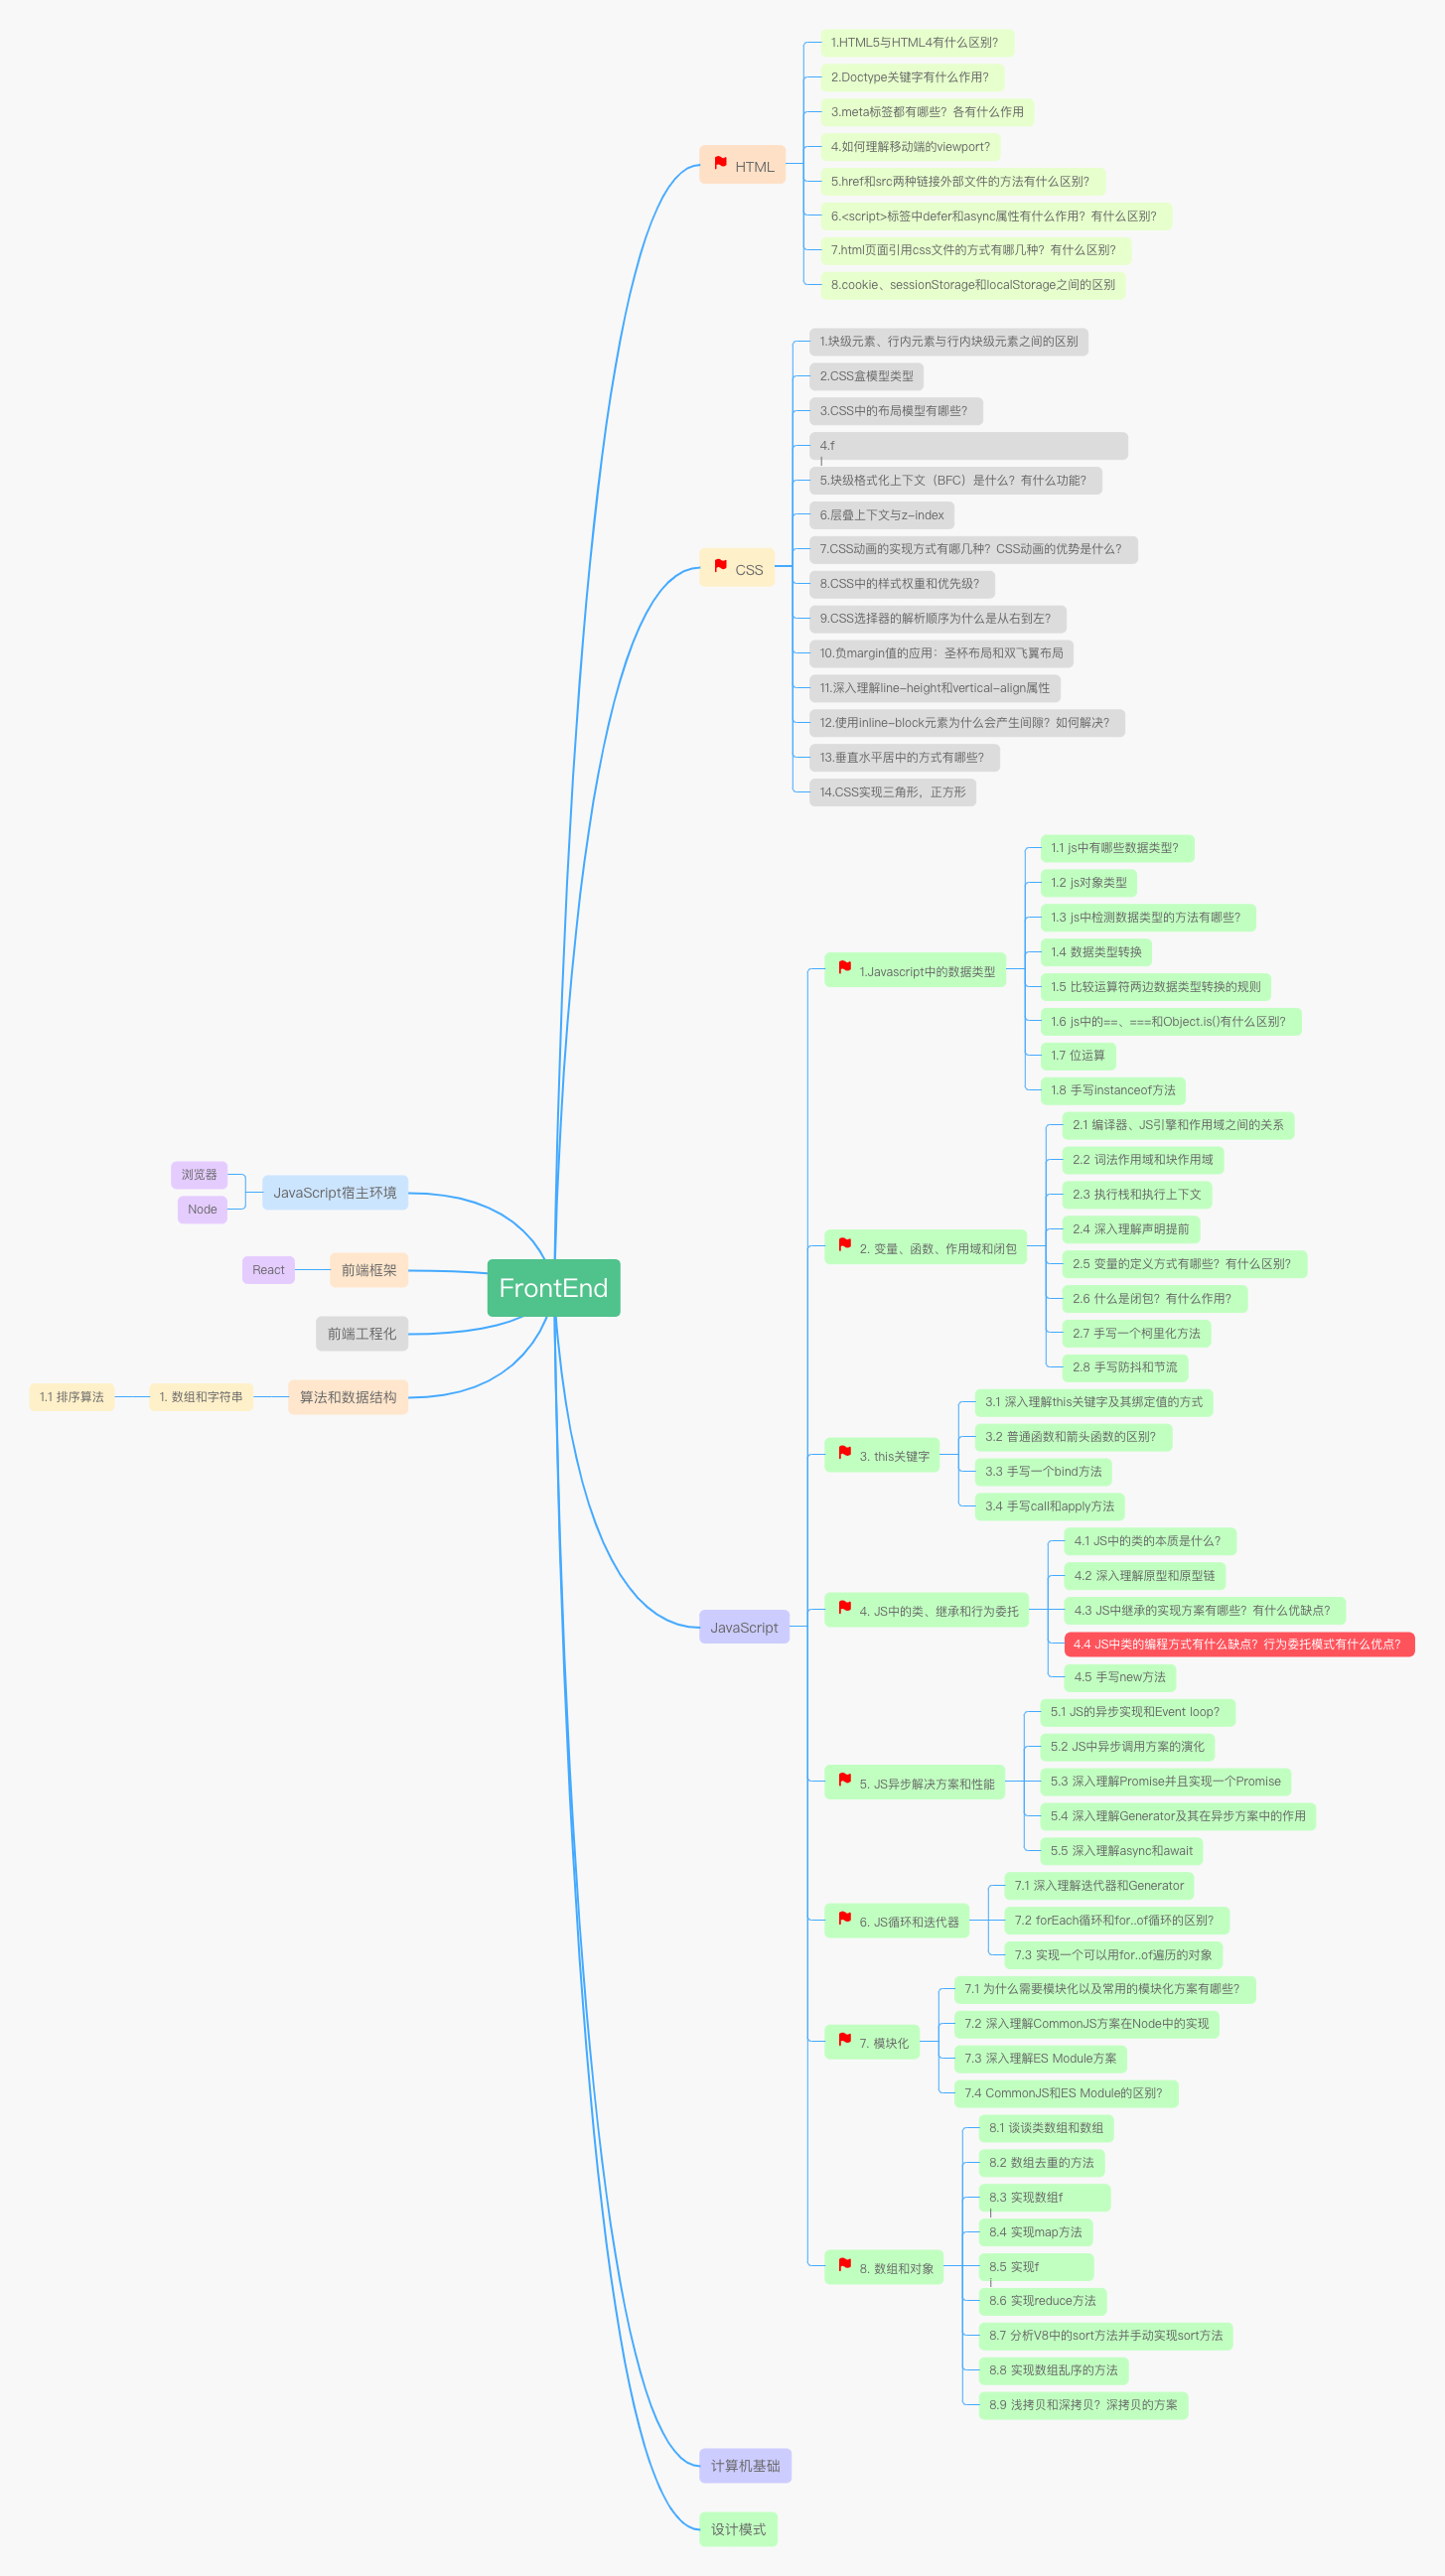 FrontEnd
HTML
1.HTML5与HTML4有什么区别？
2.Doctype关键字有什么作用？
3.meta标签都有哪些？各有什么作用
4.如何理解移动端的viewport？
5.href和src两种链接外部文件的方法有什么区别？
6.<script>标签中defer和async属性有什么作用？有什么区别？
7.html页面引用css文件的方式有哪几种？有什么区别？
8.cookie、sessionStorage和localStorage之间的区别
CSS
1.块级元素、行内元素与行内块级元素之间的区别
2.CSS盒模型类型
3.CSS中的布局模型有哪些？
4.f
5.块级格式化上下文（BFC）是什么？有什么功能？
6.层叠上下文与z-index
7.CSS动画的实现方式有哪几种？CSS动画的优势是什么？
8.CSS中的样式权重和优先级？
9.CSS选择器的解析顺序为什么是从右到左？
10.负margin值的应用：圣杯布局和双飞翼布局
11.深入理解line-height和vertical-align属性
12.使用inline-block元素为什么会产生间隙？如何解决？
13.垂直水平居中的方式有哪些？
14.CSS实现三角形，正方形
JavaScript
1.Javascript中的数据类型
1.1 js中有哪些数据类型？
1.2 js对象类型
1.3 js中检测数据类型的方法有哪些？
1.4 数据类型转换
1.5 比较运算符两边数据类型转换的规则
1.6 js中的==、===和Object.is()有什么区别？
1.7 位运算
1.8 手写instanceof方法
2. 变量、函数、作用域和闭包
2.1 编译器、JS引擎和作用域之间的关系
2.2 词法作用域和块作用域
2.3 执行栈和执行上下文
2.4 深入理解声明提前
2.5 变量的定义方式有哪些？有什么区别？
2.6 什么是闭包？有什么作用？
2.7 手写一个柯里化方法
2.8 手写防抖和节流
3. this关键字
3.1 深入理解this关键字及其绑定值的方式
3.2 普通函数和箭头函数的区别？
3.3 手写一个bind方法
3.4 手写call和apply方法
4. JS中的类、继承和行为委托
4.1 JS中的类的本质是什么？
4.2 深入理解原型和原型链
4.3 JS中继承的实现方案有哪些？有什么优缺点？
4.4 JS中类的编程方式有什么缺点？行为委托模式有什么优点？
4.5 手写new方法
5. JS异步解决方案和性能
5.1 JS的异步实现和Event loop？
5.2 JS中异步调用方案的演化
5.3 深入理解Promise并且实现一个Promise
5.4 深入理解Generator及其在异步方案中的作用
5.5 深入理解async和await
6. JS循环和迭代器
7.1 深入理解迭代器和Generator
7.2 forEach循环和for..of循环的区别？
7.3 实现一个可以用for..of遍历的对象
7. 模块化
7.1 为什么需要模块化以及常用的模块化方案有哪些？
7.2 深入理解CommonJS方案在Node中的实现
7.3 深入理解ES Module方案
7.4 CommonJS和ES Module的区别？
8. 数组和对象
8.1 谈谈类数组和数组
8.2 数组去重的方法
8.3 实现数组f
8.4 实现map方法
8.5 实现f
8.6 实现reduce方法
8.7 分析V8中的sort方法并手动实现sort方法
8.8 实现数组乱序的方法
8.9 浅拷贝和深拷贝？深拷贝的方案
计算机基础
设计模式
JavaScript宿主环境
浏览器
Node
前端框架
React
前端工程化
算法和数据结构
1. 数组和字符串
1.1 排序算法